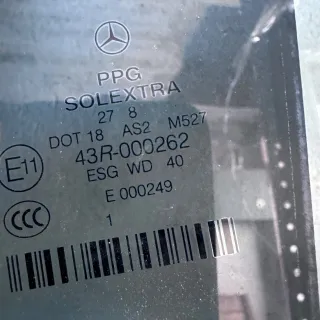 PPG
SOLEXTRA
27 8
DOT 18 AS2 M527
E11 43R-000262
ESG WD 40
E 000249
CCC
1